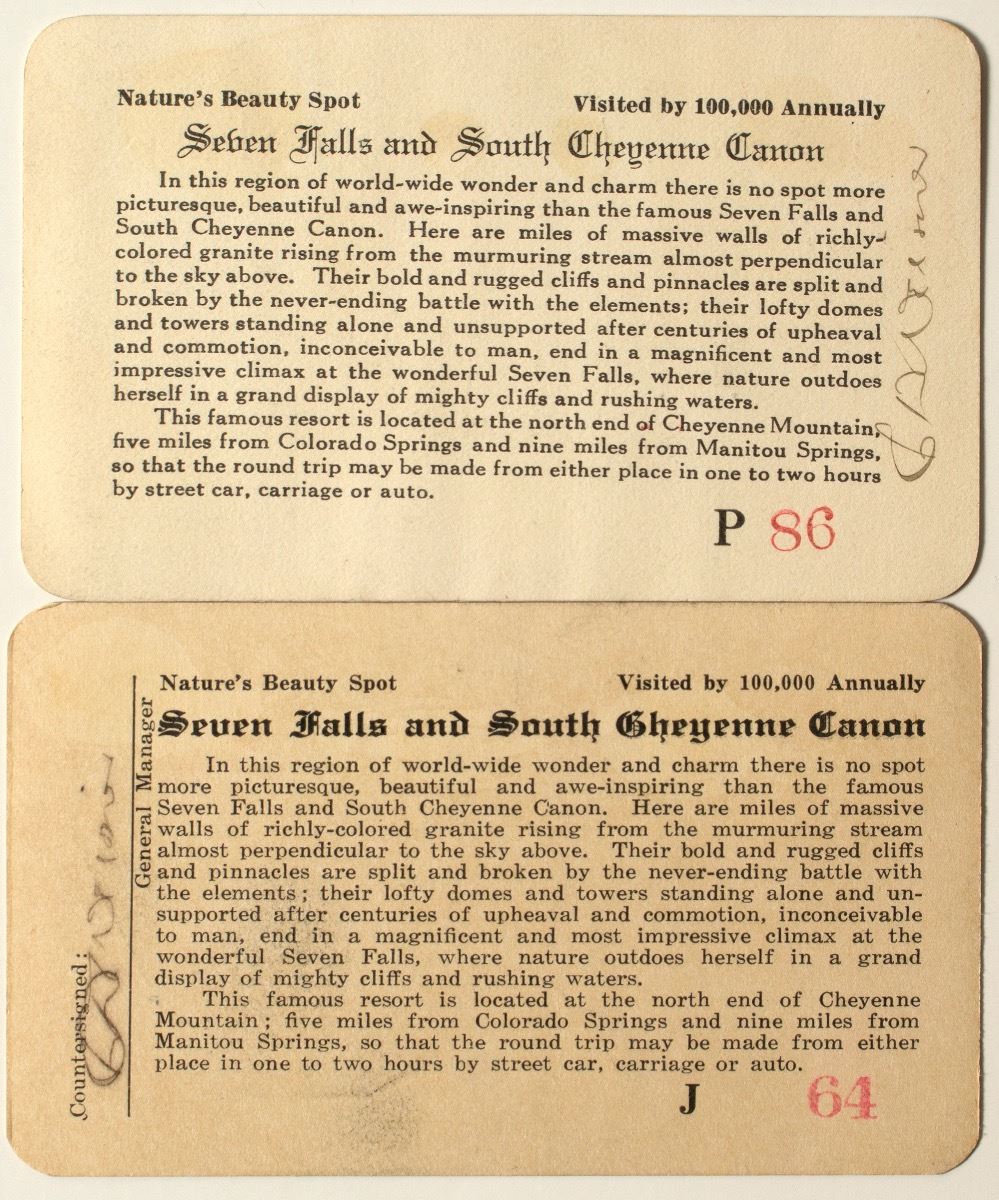 Nature's Beauty Spot Visited by 100,000 Annually
Seven Falls and South Cheyenne Canon
In this region of world-wide wonder and charm there is no spot more
picturesque, beautiful and awe-inspiring than the famous Seven Falls and
South Cheyenne Canon. Here are miles of massive walls of richly-
colored granite rising from the murmuring stream almost perpendicular
to the sky above. Their bold and rugged cliffs and pinnacles are split and
broken by the never-ending battle with the elements; their lofty domes
and towers standing alone and unsupported after centuries of upheaval
and commotion, inconceivable to man, end in a magnificent and most
impressive climax at the wonderful Seven Falls, where nature outdoes
herself in a grand display of mighty cliffs and rushing waters.
This famous resort is located at the north end of Cheyenne Mountain,
five miles from Colorado Springs and nine miles from Manitou Springs,
so that the round trip may be made from either place in one to two hours
by street car, carriage or auto.
P 86
Nature's Beauty Spot Visited by 100,000 Annually
Seven Falls and South Gheyenne Canon
In this region of world-wide wonder and charm there is no spot
more picturesque, beautiful and awe-inspiring than the famous
Seven Falls and South Cheyenne Canon. Here are miles of massive
walls of richly-colored granite rising from the murmuring stream
almost perpendicular to the sky above. Their bold and rugged cliffs
and pinnacles are split and broken by the never-ending battle with
the elements; their lofty domes and towers standing alone and un-
supported after centuries of upheaval and commotion, inconceivable
to man, end in a magnificent and most impressive climax at the
wonderful Seven Falls, where nature outdoes herself in a grand
display of mighty cliffs and rushing waters.
This famous resort is located at the north end of Cheyenne
Mountain; five miles from Colorado Springs and nine miles from
Manitou Springs, so that the round trip may be made from either
place in one to two hours by street car, carriage or auto.
J 64
Countersigned:
General Manager